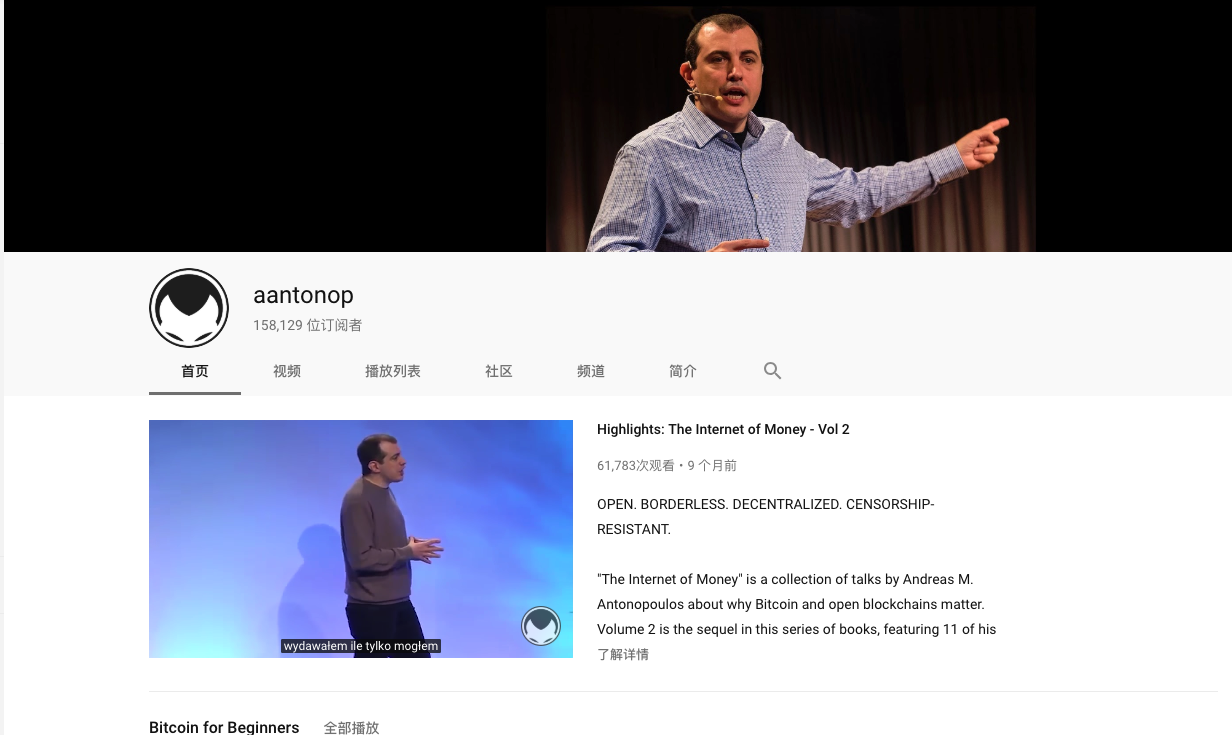 aantonop
158,129 位订阅者
首页 视频 播放列表 社区 频道 简介
Highlights: The Internet of Money - Vol 2
61,783次观看 • 9 个月前
OPEN. BORDERLESS. DECENTRALIZED. CENSORSHIP-
RESISTANT.
"The Internet of Money" is a collection of talks by Andreas M.
Antonopoulos about why Bitcoin and open blockchains matter.
Volume 2 is the sequel in this series of books, featuring 11 of his
了解详情
wydawałem ile tylko mogłem
Bitcoin for Beginners 全部播放